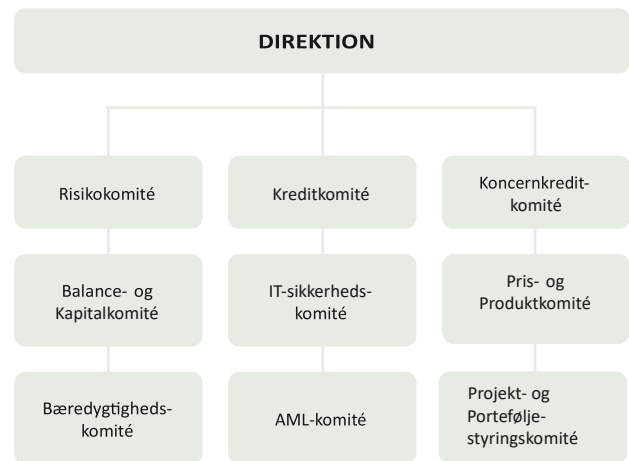 DIREKTION
Risikokomité
Kreditkomité
Koncernkredit-
komité
Balance- og
Kapitalkomité
IT-sikkerheds-
komité
Pris- og
Produktkomité
Bæredygtigheds-
komité
AML-komité
Projekt- og
Portefølje-
styringskomité